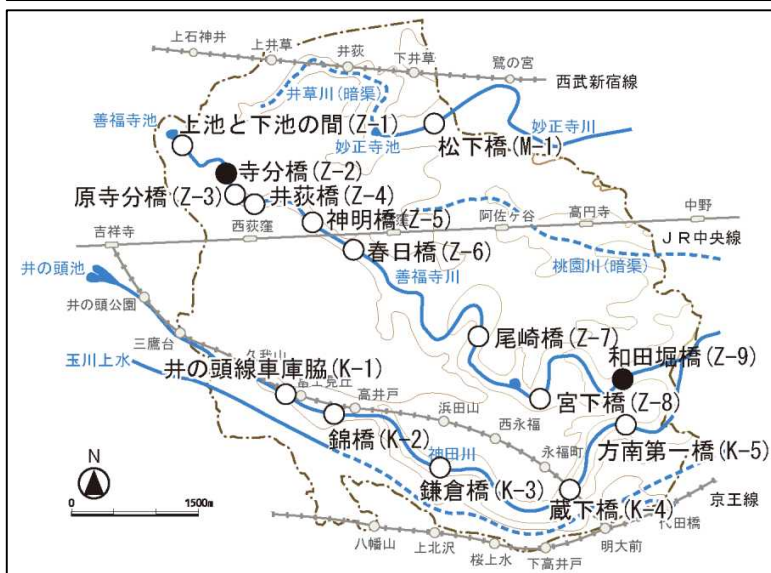 上石神井
上井草
井荻
下井草
鷺の宮
西武新宿線
井草川(暗渠)
善福寺池
上池と下池の間(Z-1)
妙正寺池
松下橋(M-1)
妙正寺川
寺分橋(Z-2)
原寺分橋(Z-3)
井荻橋(Z-4)
神明橋(Z-5)
吉祥寺
西荻窪
窪
阿佐ケ谷
高円寺
中野
JR中央線
春日橋(Z-6)
善福寺川
桃園川(暗渠)
井の頭池
井の頭公園
三鷹台
玉川上水
尾崎橋(Z-7)
和田堀橋(Z-9)
久我山
井の頭線車庫脇(K-1)
富士見丘
高井戸
宮下橋(Z-8)
浜田山
西永福
永福町
錦橋(K-2)
神田川
方南第一橋(K-5)
鎌倉橋(K-3)
蔵下橋(K-4)
京王線
代田橋
明大前
八幡山
上北沢
桜上水
下高井戸
N
0
1500m